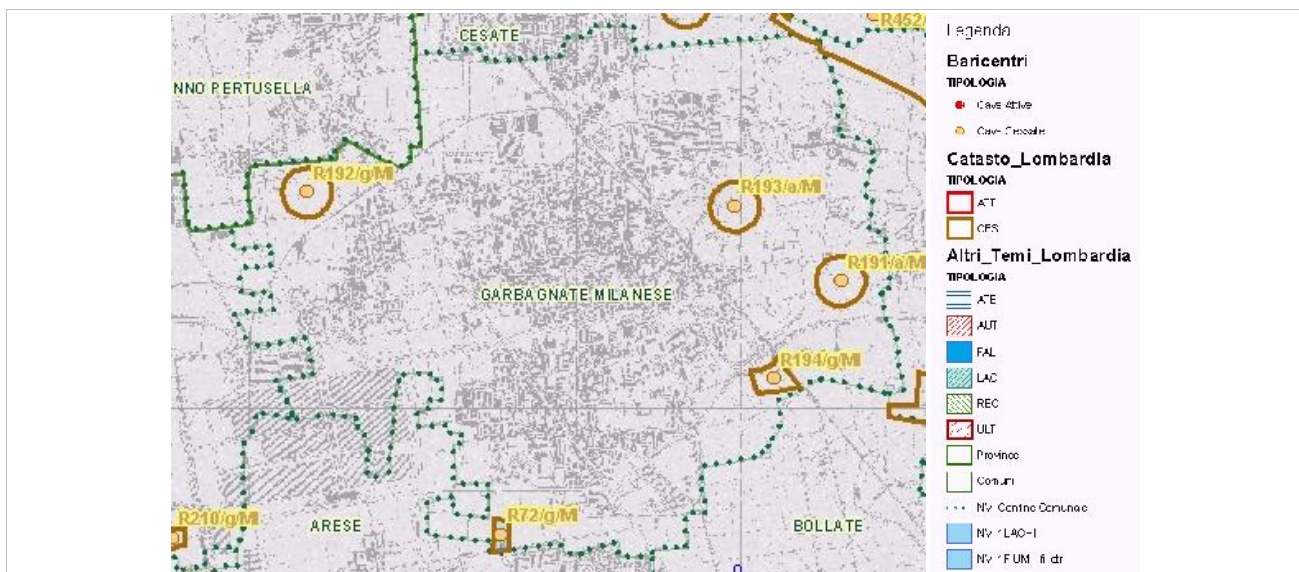 R452/
CESATE
NNO PERTUSELLA
R192/g/MI
R193/a/MI
R191/a/MI
GARBAGNATE MILANESE
R194/g/MI
R210/g/MI
ARESE
R72/g/MI
BOLLATE
0
Legenda
Baricentri
TIPOLOGIA
Cave Attive
Cave Cessate
Catasto_Lombardia
TIPOLOGIA
ATT
CES
Altri_Temi_Lombardia
TIPOLOGIA
ATE
AUT
FAL
LAC
REC
ULT
Province
Comuni